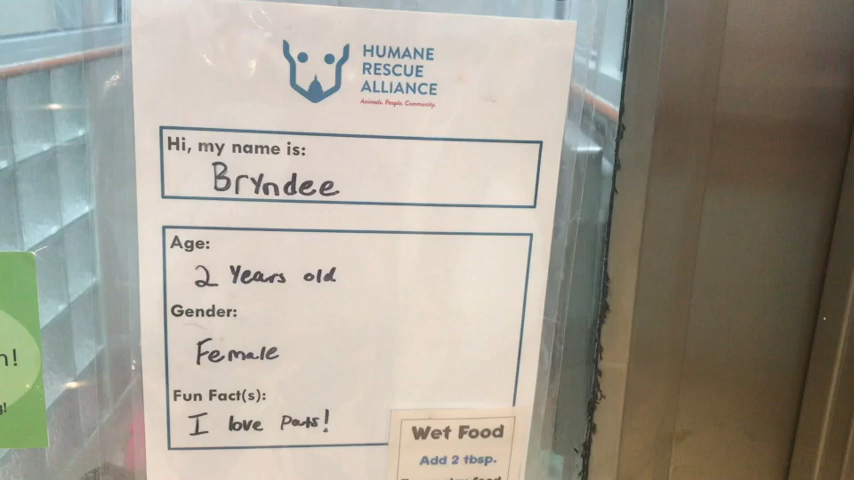 HUMANE
RESCUE
ALLIANCE
Animals. People. Community.
Hi, my name is:
Bryndee
Age:
2 Years old
Gender:
Female
Fun Fact(s):
I love Pats!
Wet Food
Add 2 tbsp.
food
n!